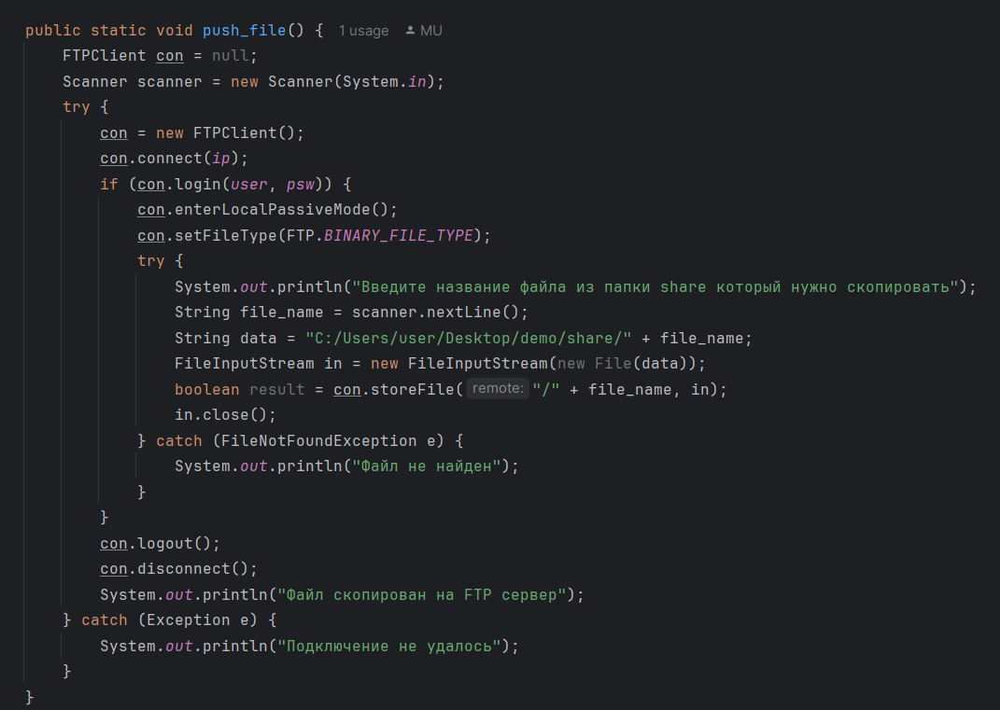 public static void push_file() { 1 usage MU
    FTPClient con = null;
    Scanner scanner = new Scanner(System.in);
    try {
        con = new FTPClient();
        con.connect(ip);
        if (con.login(user, psw)) {
            con.enterLocalPassiveMode();
            con.setFileType(FTP.BINARY_FILE_TYPE);
            try {
                System.out.println("Введите название файла из папки share который нужно скопировать");
                String file_name = scanner.nextLine();
                String data = "C:/Users/user/Desktop/demo/share/" + file_name;
                FileInputStream in = new FileInputStream(new File(data));
                boolean result = con.storeFile( remote: "/" + file_name, in);
                in.close();
            } catch (FileNotFoundException e) {
                System.out.println("Файл не найден");
            }
        }
        con.logout();
        con.disconnect();
        System.out.println("Файл скопирован на FTP сервер");
    } catch (Exception e) {
        System.out.println("Подключение не удалось");
    }
}